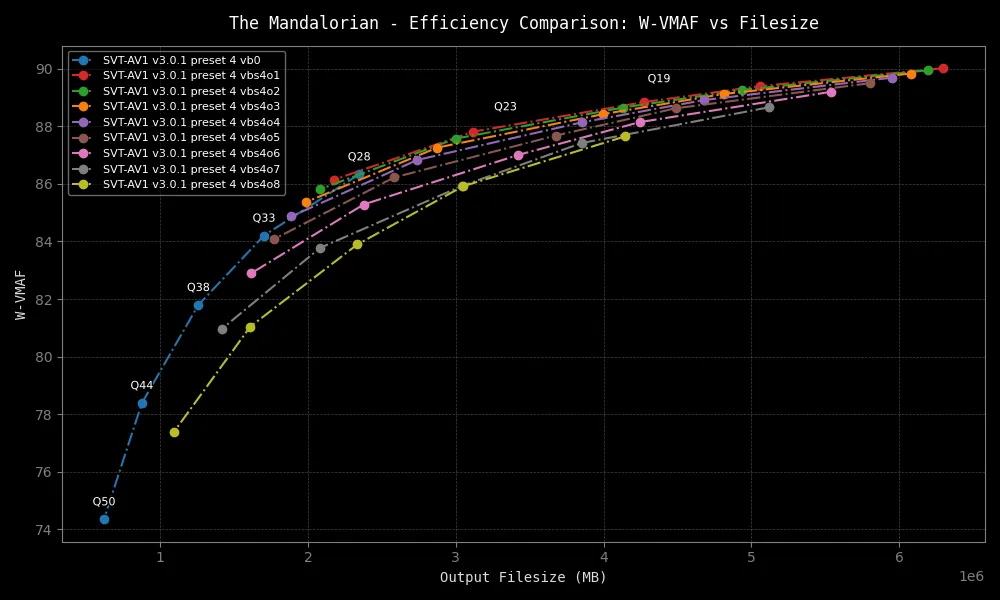 The Mandalorian - Efficiency Comparison: W-VMAF vs Filesize
SVT-AV1 v3.0.1 preset 4 vb0
SVT-AV1 v3.0.1 preset 4 vbs4o1
SVT-AV1 v3.0.1 preset 4 vbs4o2
SVT-AV1 v3.0.1 preset 4 vbs4o3
SVT-AV1 v3.0.1 preset 4 vbs4o4
SVT-AV1 v3.0.1 preset 4 vbs4o5
SVT-AV1 v3.0.1 preset 4 vbs4o6
SVT-AV1 v3.0.1 preset 4 vbs4o7
SVT-AV1 v3.0.1 preset 4 vbs4o8
Q19
Q23
Q28
Q33
Q38
Q44
Q50
90
88
86
84
82
80
78
76
74
W-VMAF
1 2 3 4 5 6
1e6
Output Filesize (MB)